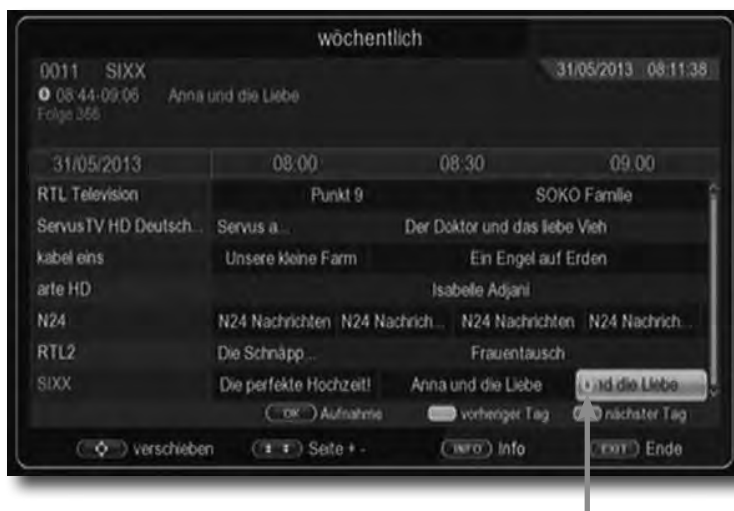 wöchentlich
0011 SIXX 31/05/2013 08:11:38
08:44-09:06 Anna und die Liebe
Folge 366
31/05/2013 08:00 08:30 09:00
RTL Television Punkt 9 SOKO Familie
ServusTV HD Deutsch... Servus a... Der Doktor und das liebe Vieh
kabel eins Unsere kleine Farm Ein Engel auf Erden
arte HD Isabelle Adjani
N24 N24 Nachrichten N24 Nachrich... N24 Nachrichten N24 Nachrich...
RTL2 Die Schnäpp... Frauentausch
SIXX Die perfekte Hochzeit! Anna und die Liebe nd die Liebe
OK Aufnahme vorheriger Tag nächster Tag
verschieben Seite + - INFO Info EXIT Ende